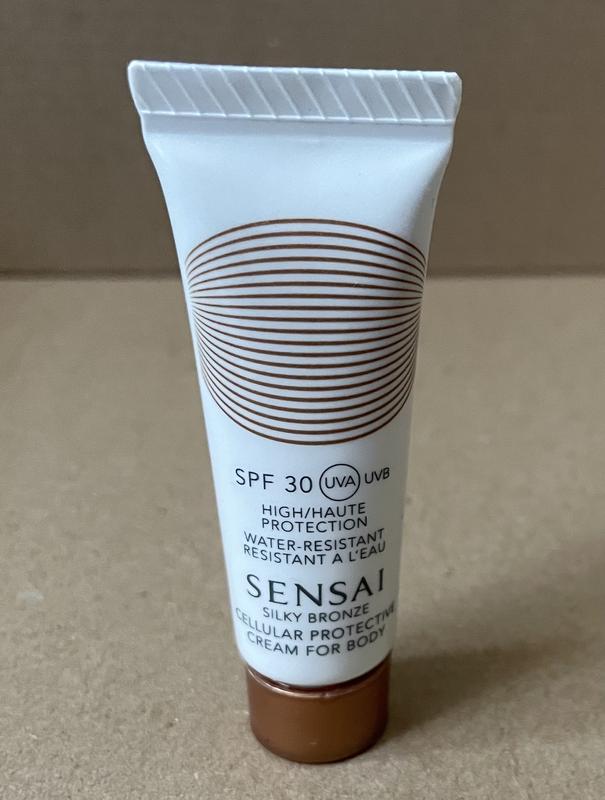 SPF 30 UVA UVB
HIGH/HAUTE
PROTECTION
WATER-RESISTANT
RESISTANT A L'EAU
SENSAI
SILKY BRONZE
CELLULAR PROTECTIVE
CREAM FOR BODY